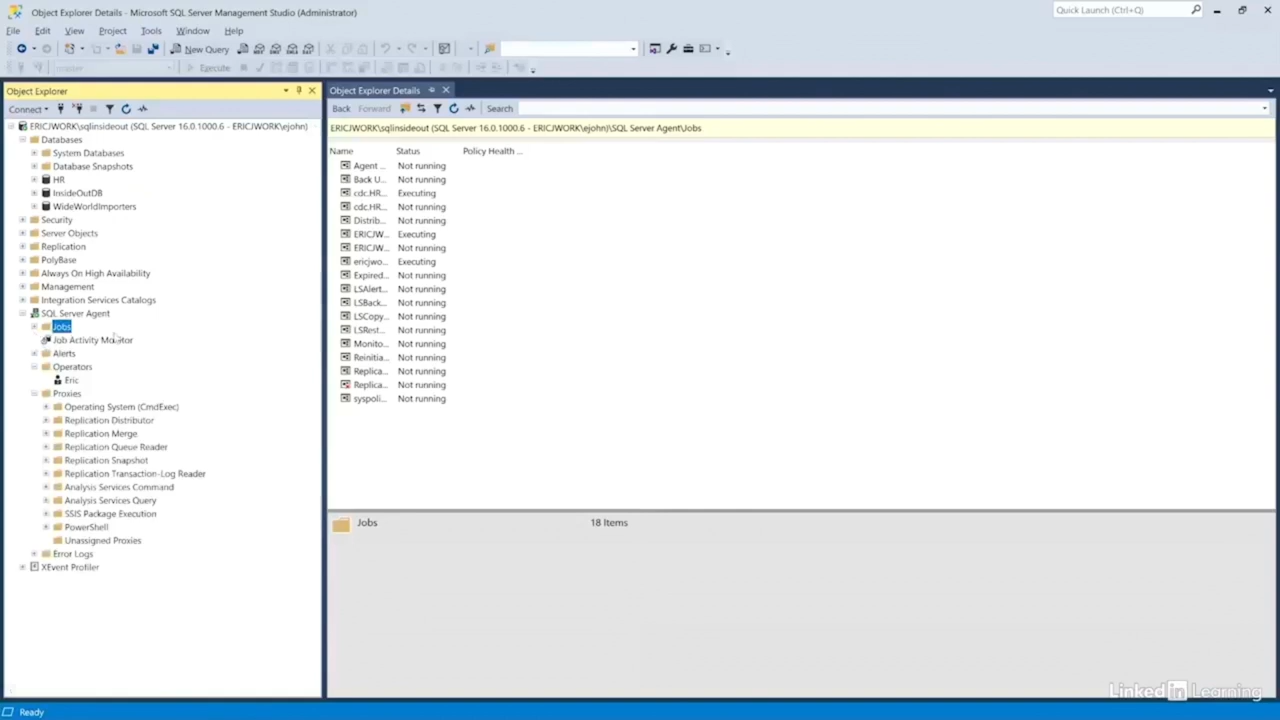 Object Explorer Details - Microsoft SQL Server Management Studio (Administrator)
Quick Launch (Ctrl+Q)
File Edit View Project Tools Window Help
New Query
master
Execute
Object Explorer
Connect
ERICJWORK\sqlinsideout (SQL Server 16.0.1000.6 - ERICJWORK\ejohn)
Databases
System Databases
Database Snapshots
HR
InsideOutDB
WideWorldImporters
Security
Server Objects
Replication
PolyBase
Always On High Availability
Management
Integration Services Catalogs
SQL Server Agent
Jobs
Job Activity Monitor
Alerts
Operators
Eric
Proxies
Operating System (CmdExec)
Replication Distributor
Replication Merge
Replication Queue Reader
Replication Snapshot
Replication Transaction-Log Reader
Analysis Services Command
Analysis Services Query
SSIS Package Execution
PowerShell
Unassigned Proxies
Error Logs
XEvent Profiler
Object Explorer Details
Back Forward Search
ERICJWORK\sqlinsideout (SQL Server 16.0.1000.6 - ERICJWORK\ejohn)\SQL Server Agent\Jobs
Name Status Policy Health ...
Agent ... Not running
Back U... Not running
cdc.HR... Executing
cdc.HR... Not running
Distrib... Not running
ERICJW... Executing
ERICJW... Not running
ericjwo... Executing
Expired... Not running
LSAlert... Not running
LSBack... Not running
LSCopy... Not running
LSRest... Not running
Monito... Not running
Reinitia... Not running
Replica... Not running
Replica... Not running
syspoli... Not running
Jobs 18 Items
Linked in Learning
Ready